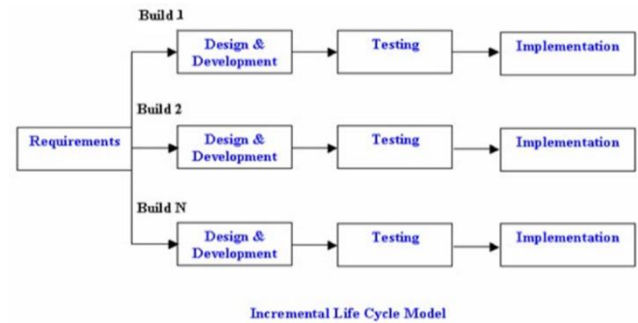 Build 1
Design &
Development
Testing
Implementation
Build 2
Requirements
Design &
Development
Testing
Implementation
Build N
Design &
Development
Testing
Implementation
Incremental Life Cycle Model